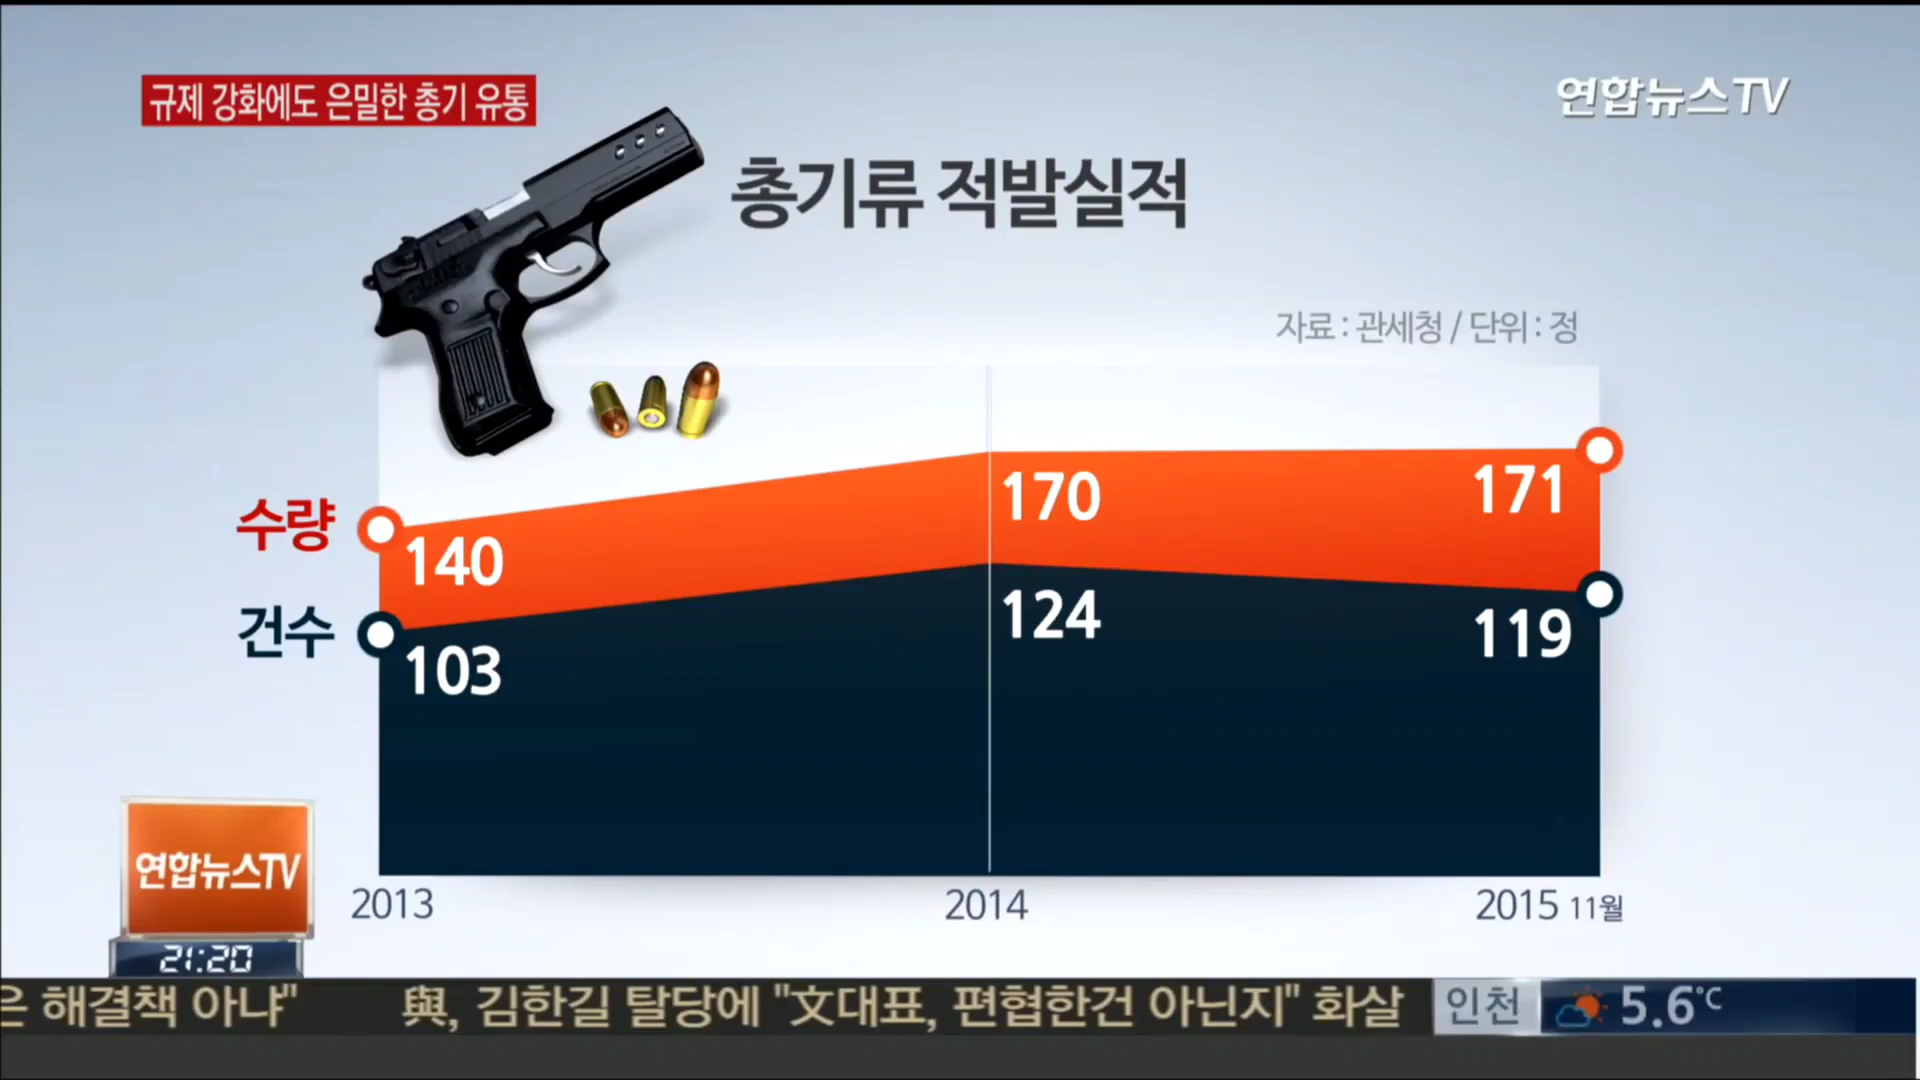 규제 강화에도 은밀한 총기 유통
연합뉴스TV
총기류 적발실적
자료 : 관세청 / 단위 : 정
수량
140
170
171
건수
103
124
119
2013
2014
2015 11월
연합뉴스TV
21:20
은 해결책 아냐"
與, 김한길 탈당에 "文대표, 편협한건 아닌지" 화살
인천
5.6℃